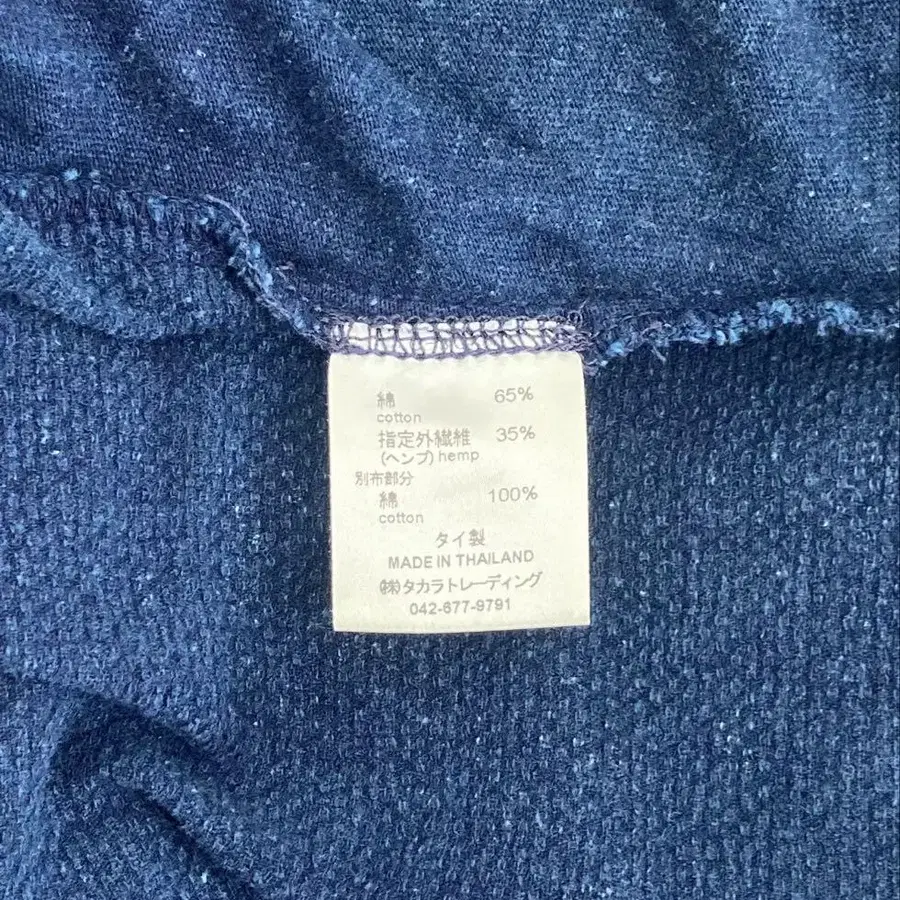 綿 65%
cotton
指定外繊維 35%
(ヘンプ) hemp
別布部分
綿 100%
cotton
タイ製
MADE IN THAILAND
㈱タカラトレーディング
042-677-9791